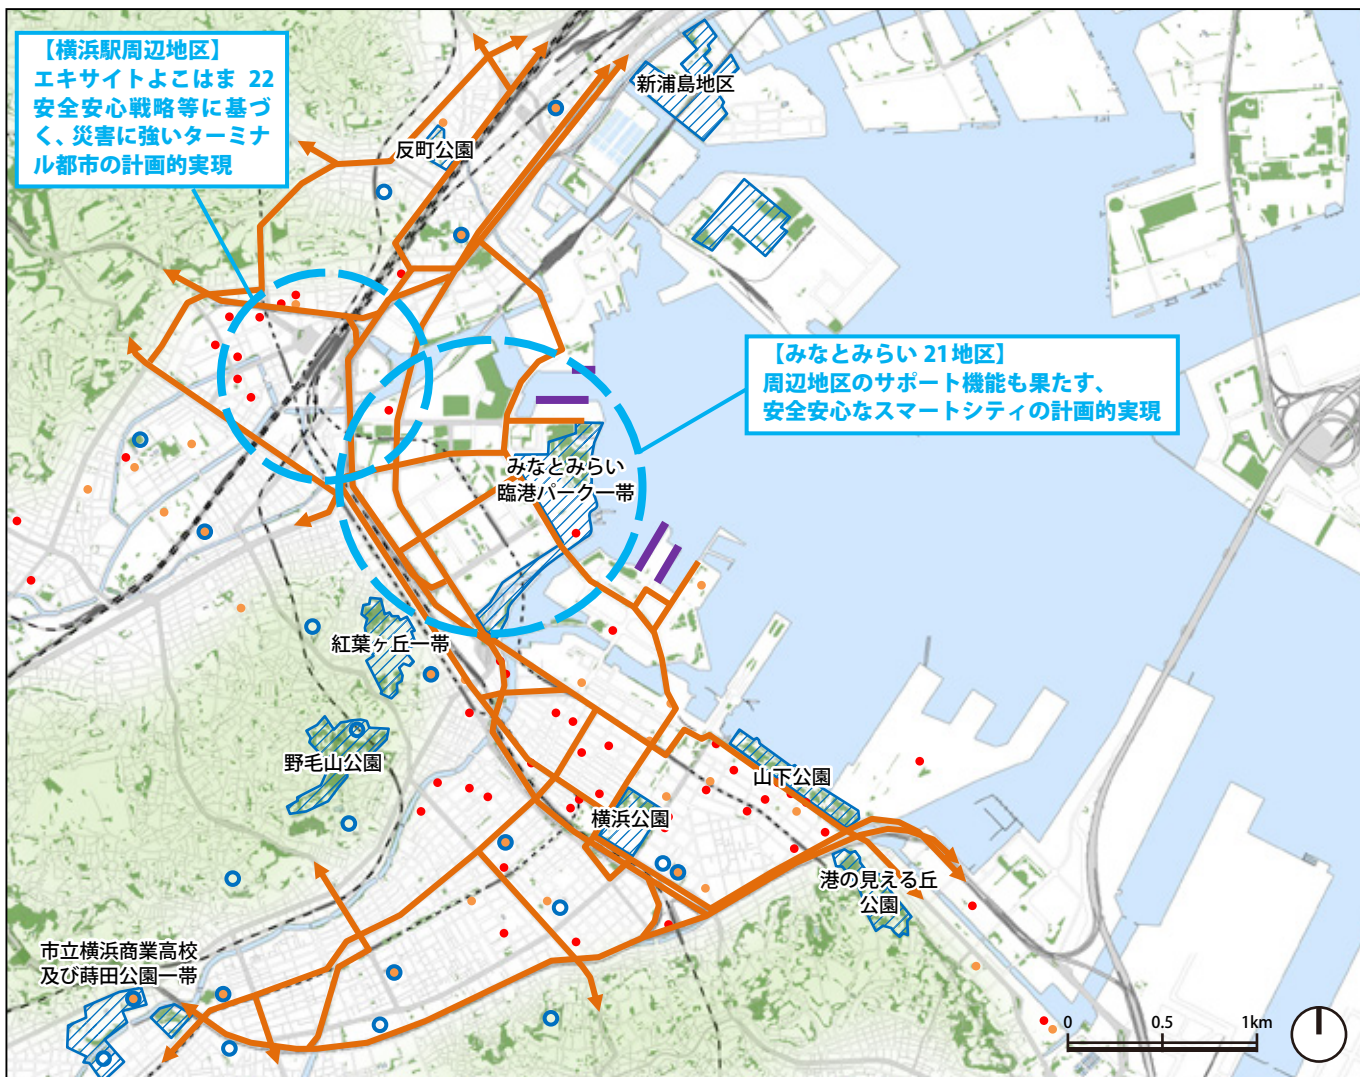 【横浜駅周辺地区】
エキサイトよこはま 22
安全安心戦略等に基づ
く、災害に強いターミナ
ル都市の計画的実現
新浦島地区
反町公園
【みなとみらい 21地区】
周辺地区のサポート機能も果たす、
安全安心なスマートシティの計画的実現
みなとみらい
臨港パーク一帯
紅葉ヶ丘一帯
野毛山公園
山下公園
横浜公園
港の見える丘
公園
市立横浜商業高校
及び蒔田公園一帯
0 0.5 1km